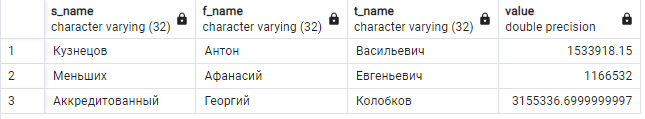 s_name f_name t_name value
character varying (32) character varying (32) character varying (32) double precision
1 Кузнецов Антон Васильевич 1533918.15
2 Меньших Афанасий Евгеньевич 1166532
3 Аккредитованный Георгий Колобков 3155336.6999999997